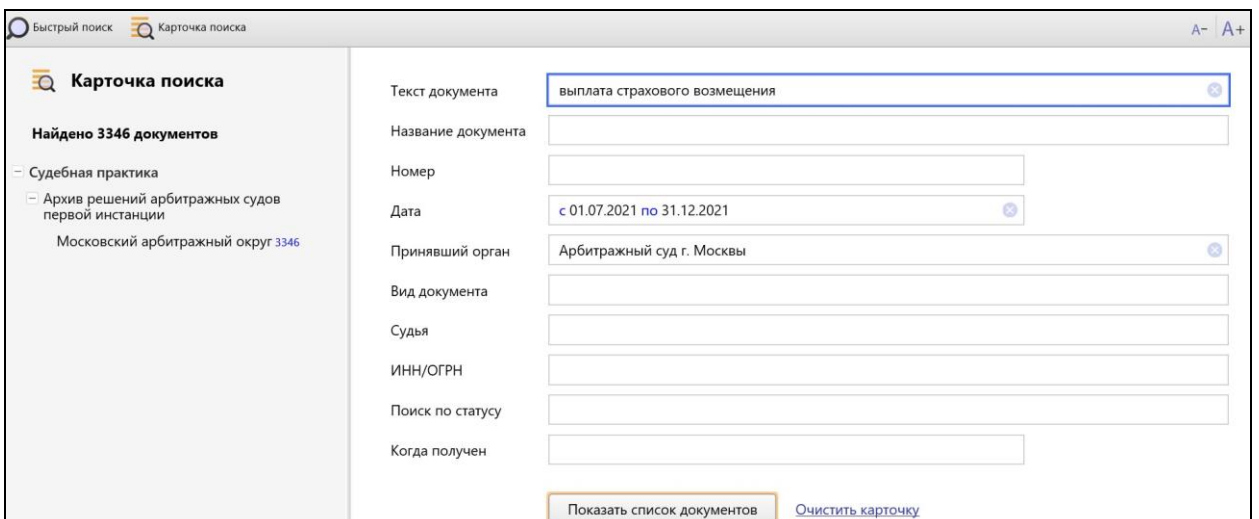 Быстрый поиск Карточка поиска A- A+
Карточка поиска
Найдено 3346 документов
Судебная практика
Архив решений арбитражных судов
первой инстанции
Московский арбитражный округ 3346
Текст документа выплата страхового возмещения
Название документа
Номер
Дата с 01.07.2021 по 31.12.2021
Принявший орган Арбитражный суд г. Москвы
Вид документа
Судья
ИНН/ОГРН
Поиск по статусу
Когда получен
Показать список документов Очистить карточку